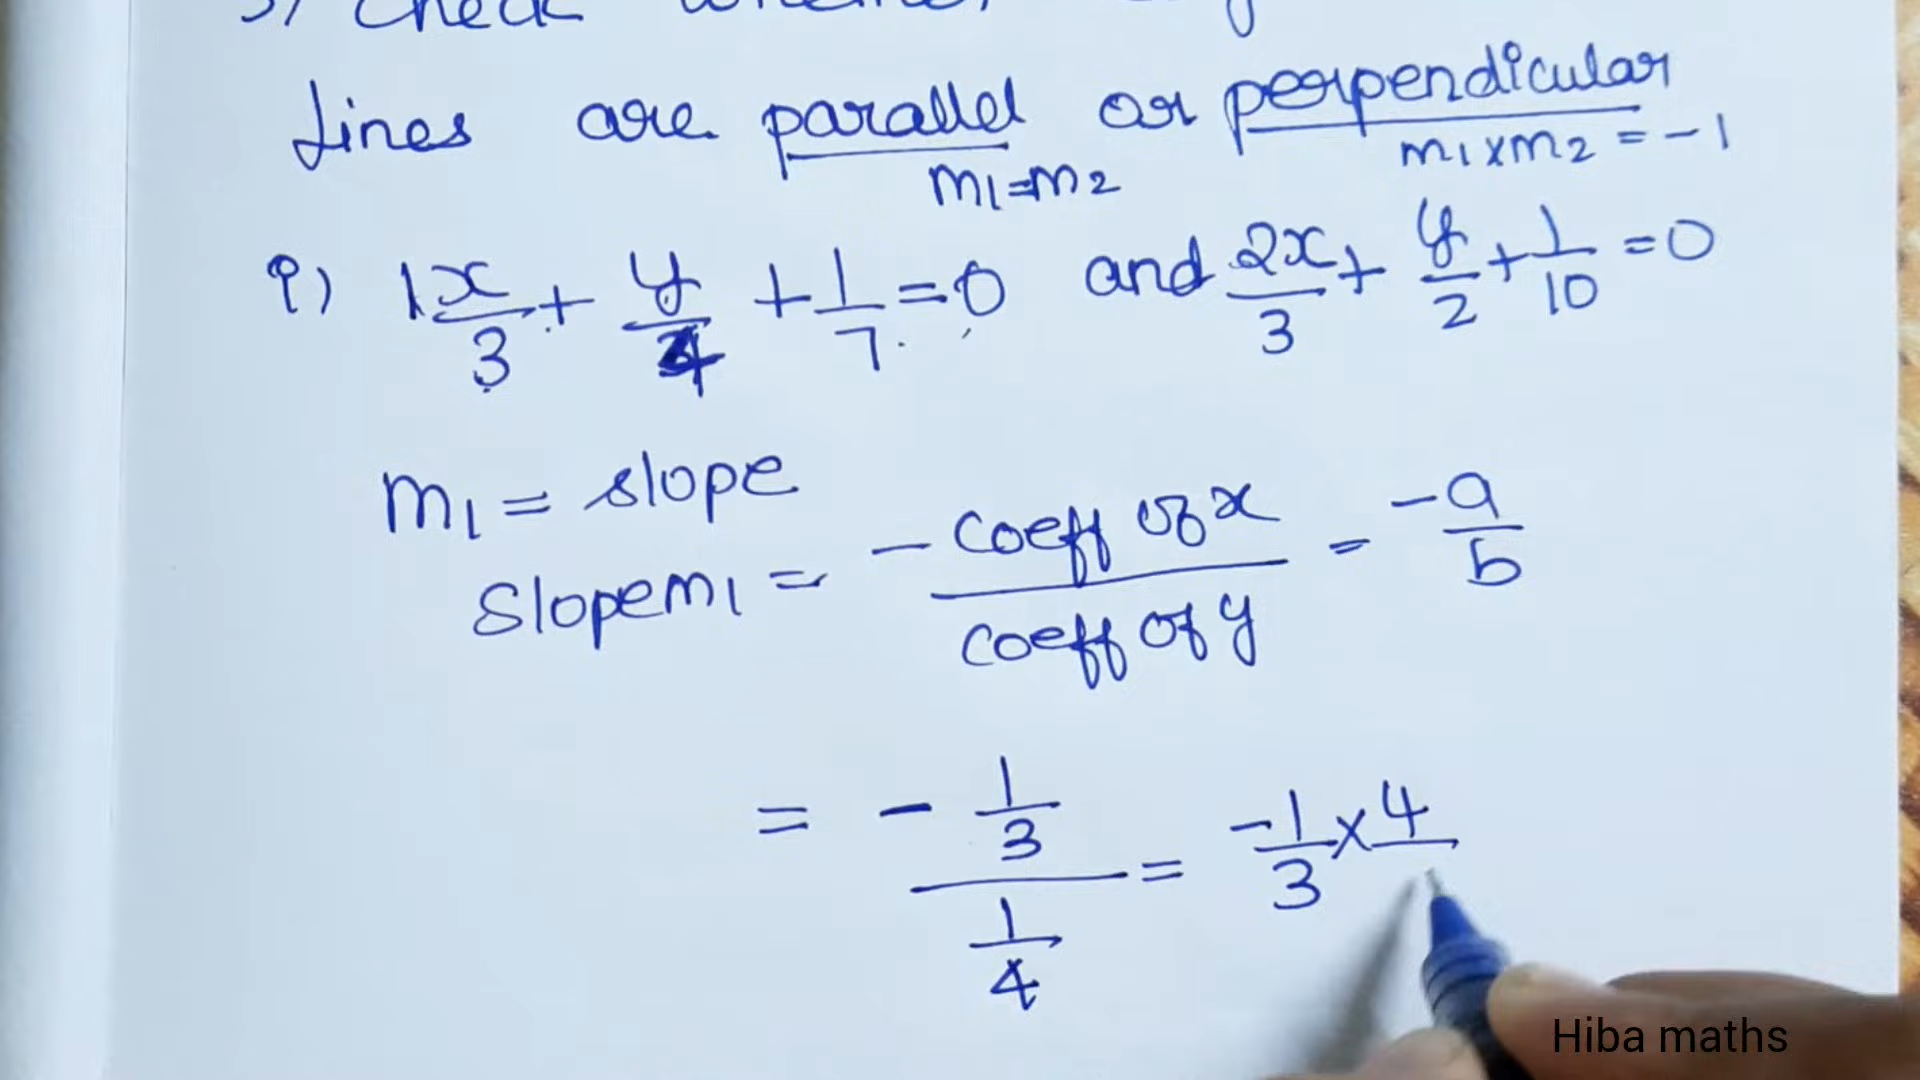 Check
Lines are parallel or perpendicular
m1=m2 m1xm2 = -1
i) 1x/3 + y/4 + 1/7 = 0 and 2x/3 + y/2 + 1/10 = 0
m1 = slope
slope m1 = - coeff of x / coeff of y = -a/b
= - 1/3 / 1/4 = -1/3 x 4/
Hiba maths